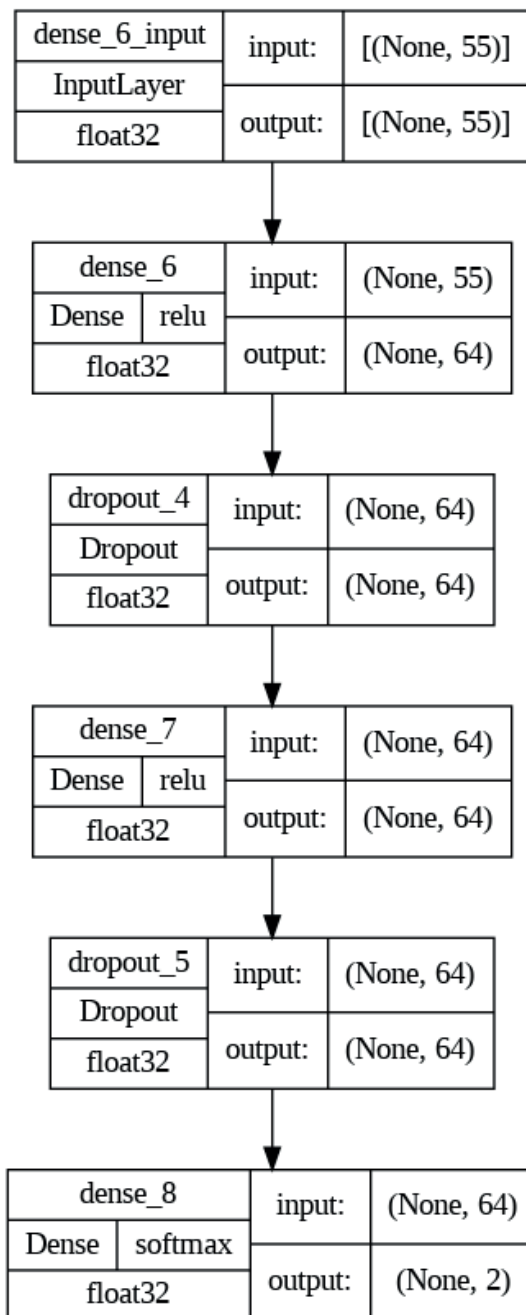 dense_6_input
input:
[(None, 55)]
InputLayer
output:
[(None, 55)]
float32
dense_6
input:
(None, 55)
Dense
relu
output:
(None, 64)
float32
dropout_4
input:
(None, 64)
Dropout
output:
(None, 64)
float32
dense_7
input:
(None, 64)
Dense
relu
output:
(None, 64)
float32
dropout_5
input:
(None, 64)
Dropout
output:
(None, 64)
float32
dense_8
input:
(None, 64)
Dense
softmax
output:
(None, 2)
float32